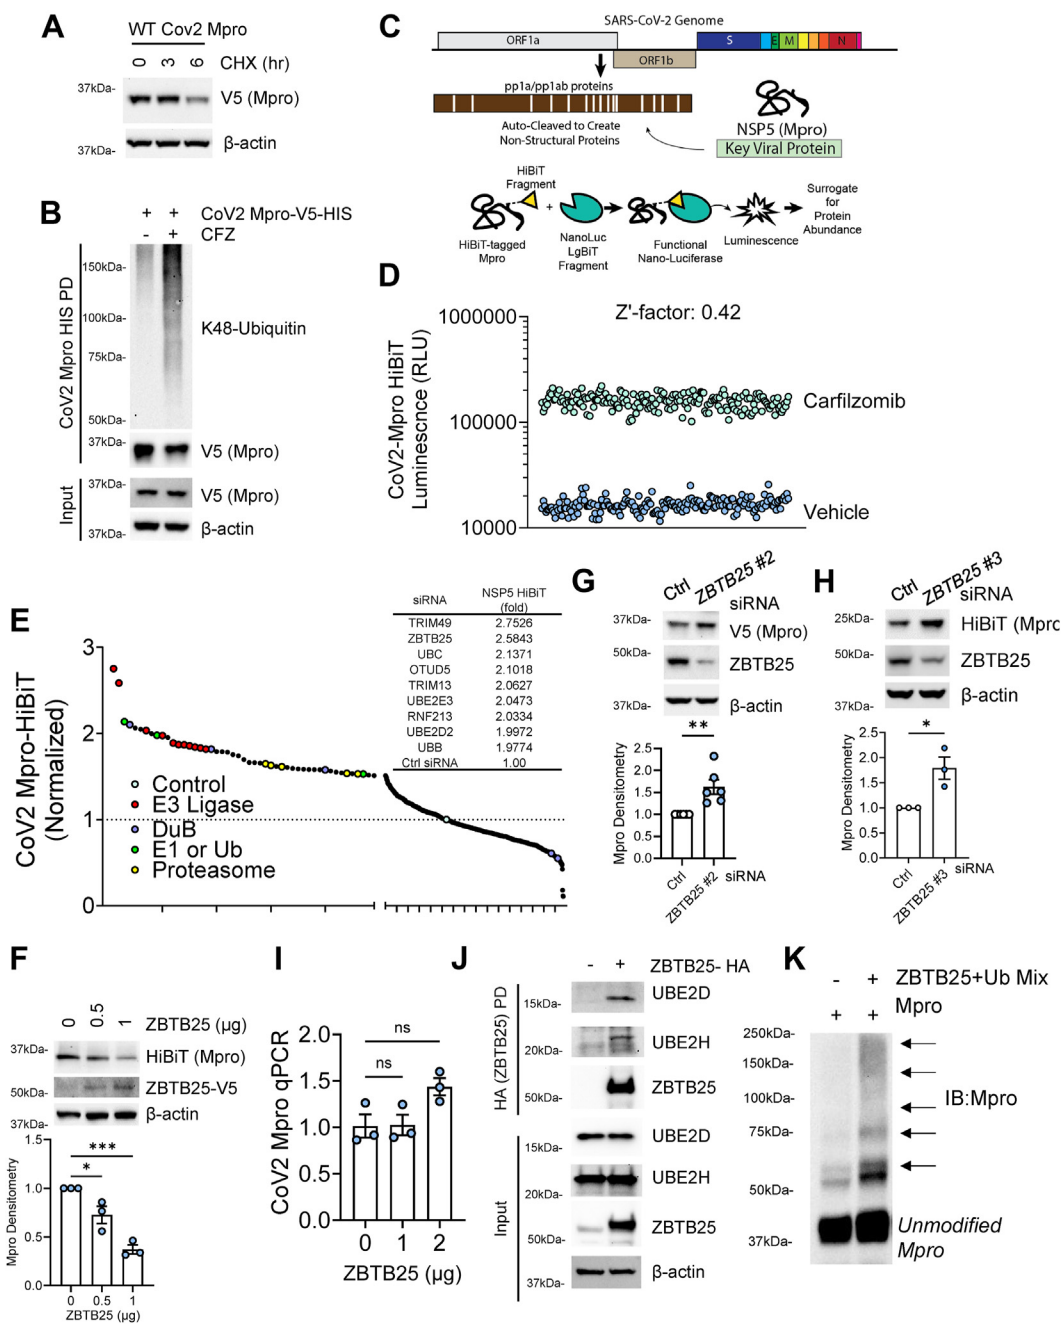 A
WT Cov2 Mpro
0 3 6 CHX (hr)
37kDa- V5 (Mpro)
37kDa- β-actin
B
+ + CoV2 Mpro-V5-HIS
- + CFZ
CoV2 Mpro HIS PD
150kDa-
100kDa-
K48-Ubiquitin
75kDa-
50kDa-
37kDa- V5 (Mpro)
Input
37kDa- V5 (Mpro)
37kDa- β-actin
C
SARS-CoV-2 Genome
ORF1a S E M N
ORF1b
pp1a/pp1ab proteins
Auto-Cleaved to Create
Non-Structural Proteins
NSP5 (Mpro)
Key Viral Protein
HiBiT
Fragment
+
HiBiT-tagged
Mpro
NanoLuc
LgBiT
Fragment
Functional
Nano-Luciferase
Luminescence
Surrogate
for
Protein
Abundance
D
Z'-factor: 0.42
CoV2-Mpro HiBiT
Luminescnce (RLU)
1000000
100000
10000
Carfilzomib
Vehicle
E
CoV2 Mpro-HiBiT
(Normalized)
3
2
1
0
Control
E3 Ligase
DuB
E1 or Ub
Proteasome
siRNA NSP5 HiBiT
(fold)
TRIM49 2.7526
ZBTB25 2.5843
UBC 2.1371
OTUD5 2.1018
TRIM13 2.0627
UBE2E3 2.0473
RNF213 2.0334
UBE2D2 1.9972
UBB 1.9774
Ctrl siRNA 1.00
G
Ctrl ZBTB25 #2
siRNA
37kDa- V5 (Mpro)
50kDa- ZBTB25
37kDa- β-actin
**
Mpro Densitometry
2.5
2.0
1.5
1.0
0.5
0.0
Ctrl ZBTB25 #2 siRNA
H
Ctrl ZBTB25 #3
siRNA
25kDa- HiBiT (Mprc
50kDa- ZBTB25
37kDa- β-actin
*
Mpro Densitometry
2.5
2.0
1.5
1.0
0.5
0.0
Ctrl ZBTB25 #3 siRNA
F
0 0.5 1 ZBTB25 (µg)
37kDa- HiBiT (Mpro)
50kDa- ZBTB25-V5
37kDa- β-actin
***
*
Mpro Densitometry
1.5
1.0
0.5
0.0
0 0.5 1
ZBTB25 (µg)
I
CoV2 Mpro qPCR
2.0
1.5
1.0
0.5
0.0
ns
ns
0 1 2
ZBTB25 (µg)
J
- + ZBTB25- HA
HA (ZBTB25) PD
15kDa- UBE2D
20kDa- UBE2H
50kDa- ZBTB25
Input
15kDa- UBE2D
20kDa- UBE2H
50kDa- ZBTB25
37kDa- β-actin
K
- + ZBTB25+Ub Mix
+ + Mpro
250kDa-
150kDa-
100kDa-
IB:Mpro
75kDa-
50kDa-
37kDa-
Unmodified
Mpro